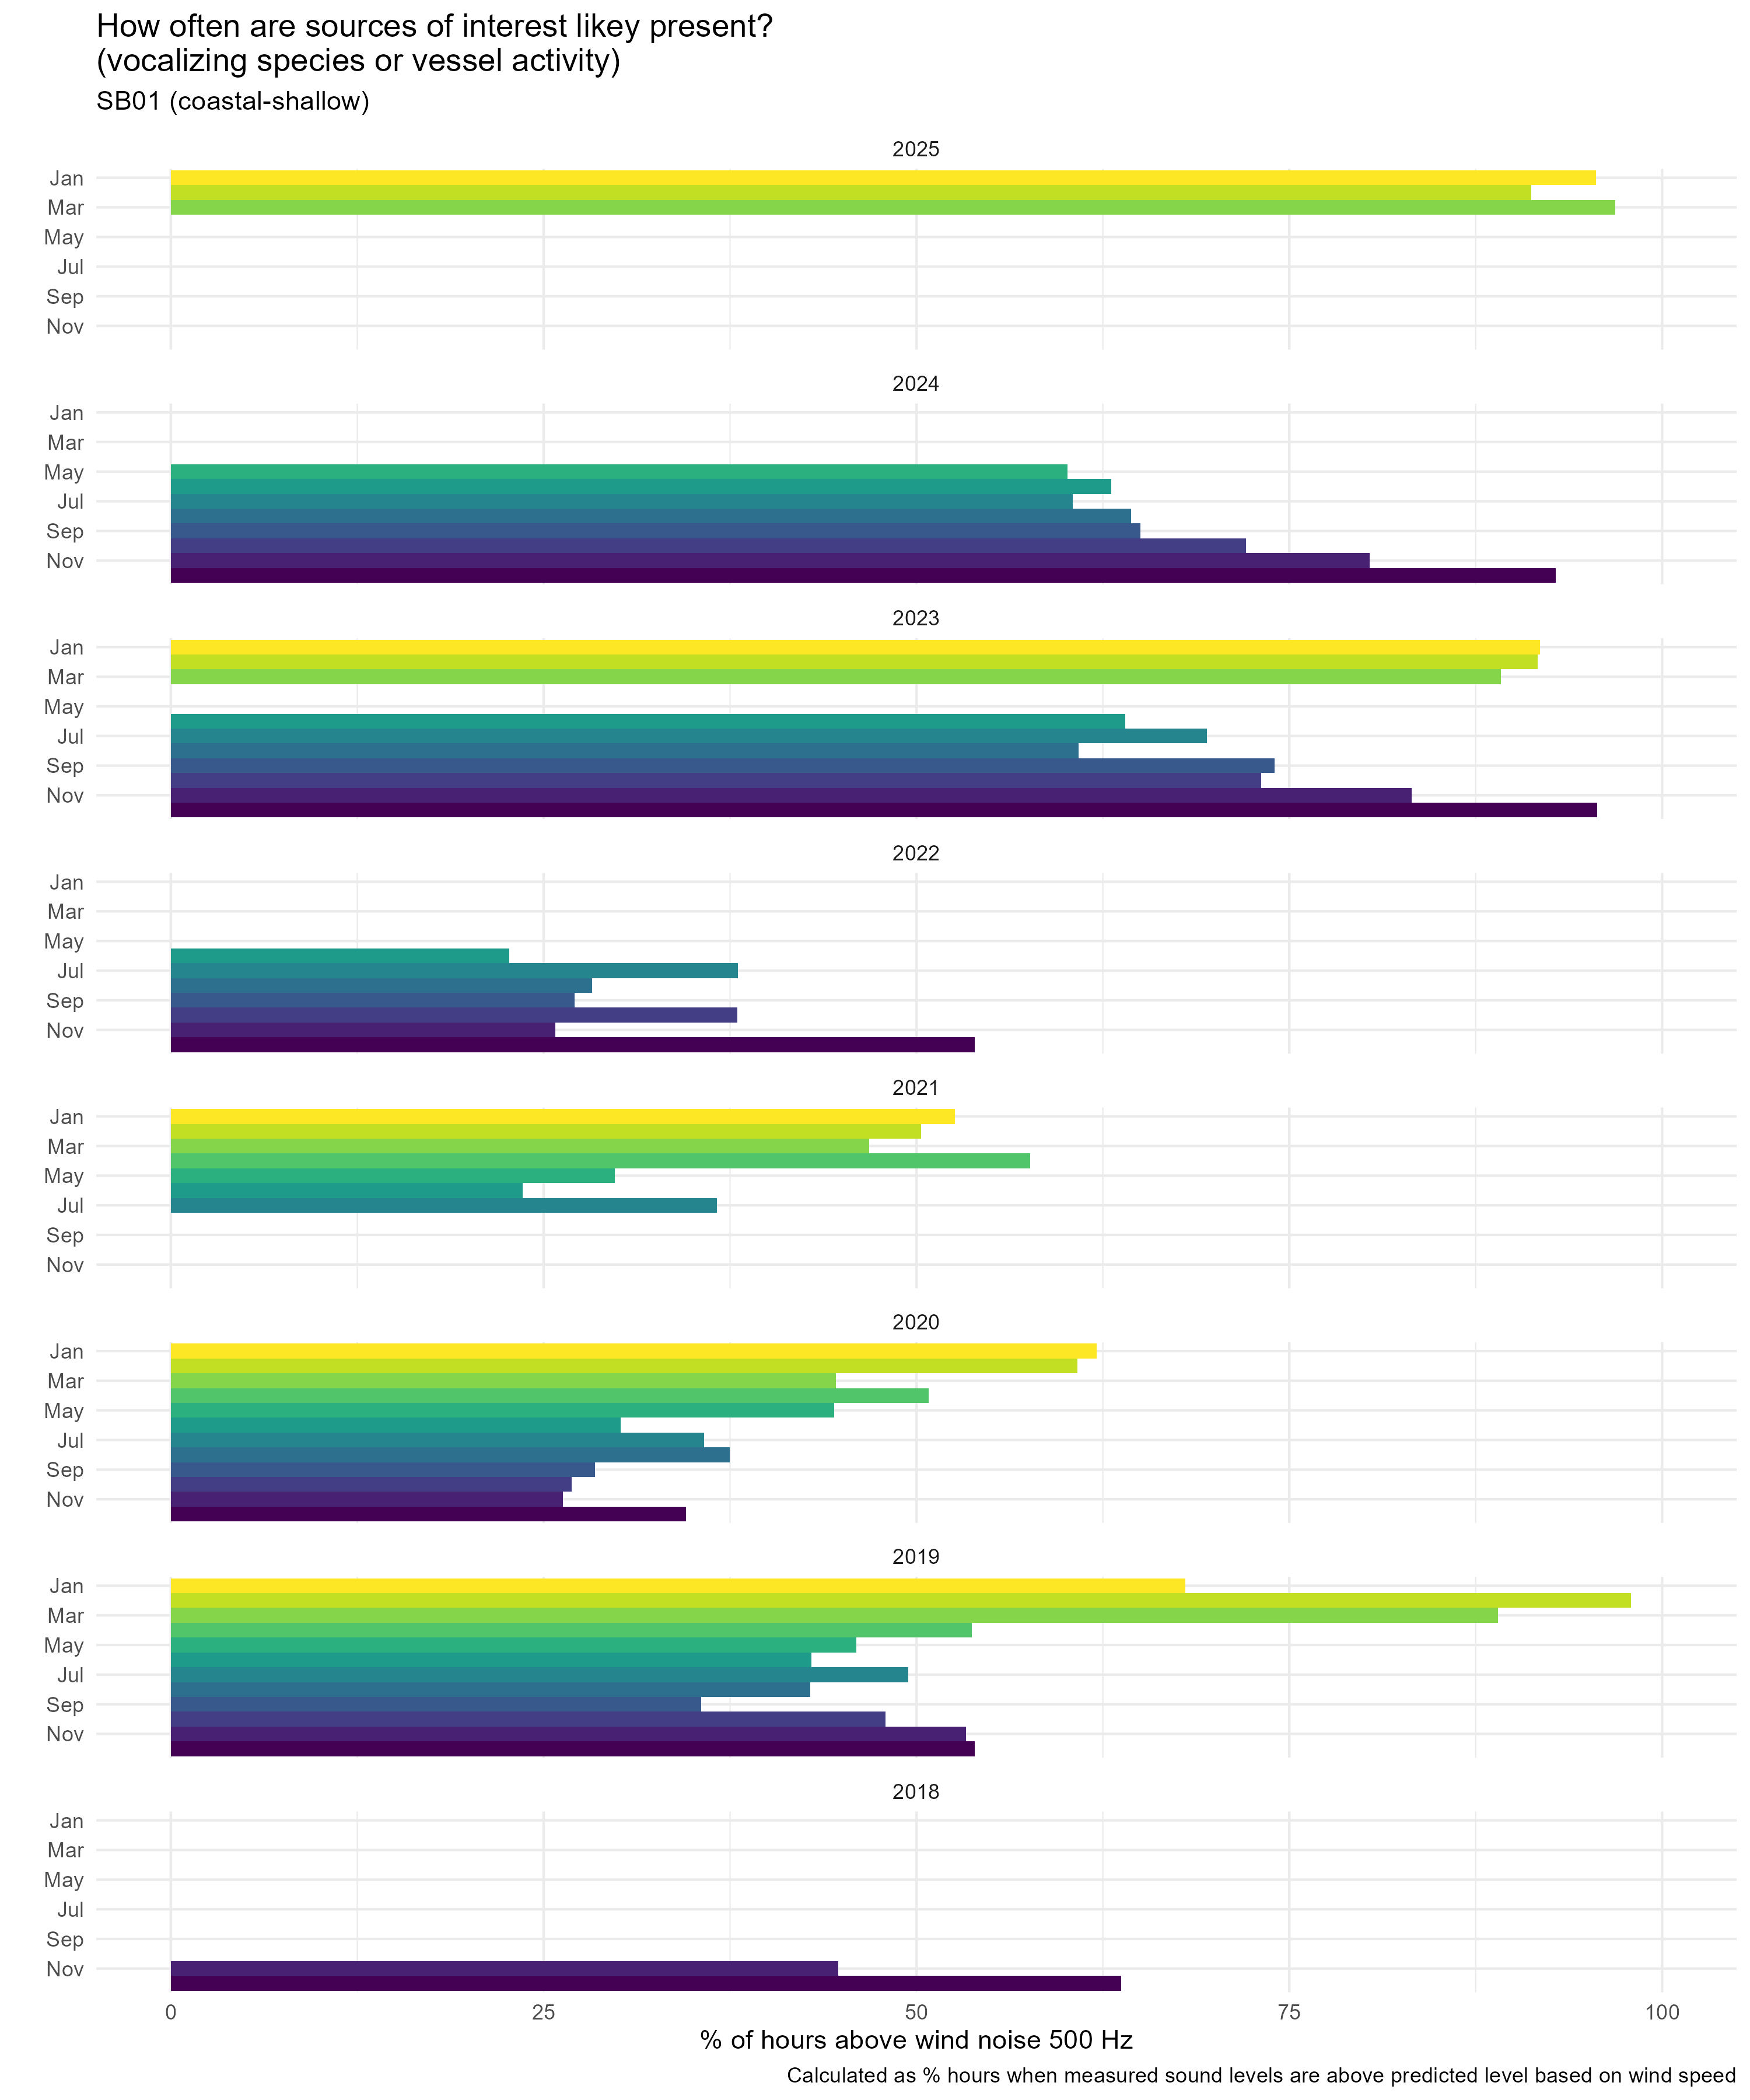 How often are sources of interest likey present?
(vocalizing species or vessel activity)
SB01 (coastal-shallow)
2025
Jan
Mar
May
Jul
Sep
Nov
2024
Jan
Mar
May
Jul
Sep
Nov
2023
Jan
Mar
May
Jul
Sep
Nov
2022
Jan
Mar
May
Jul
Sep
Nov
2021
Jan
Mar
May
Jul
Sep
Nov
2020
Jan
Mar
May
Jul
Sep
Nov
2019
Jan
Mar
May
Jul
Sep
Nov
2018
Jan
Mar
May
Jul
Sep
Nov
0 25 50 75 100
% of hours above wind noise 500 Hz
Calculated as % hours when measured sound levels are above predicted level based on wind speed